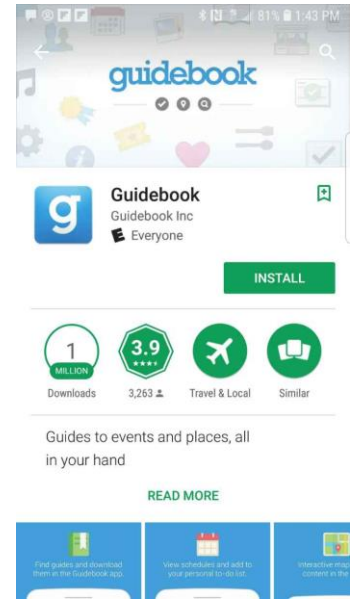 81% 1:43 PM
guidebook
Guidebook
Guidebook Inc
E Everyone
INSTALL
1
MILLION
Downloads
3.9
3,263
Travel & Local
Similar
Guides to events and places, all
in your hand
READ MORE
Find guides and download
them in the Guidebook app.
View schedules and add to
your personal to-do list.
Interactive map
content in the